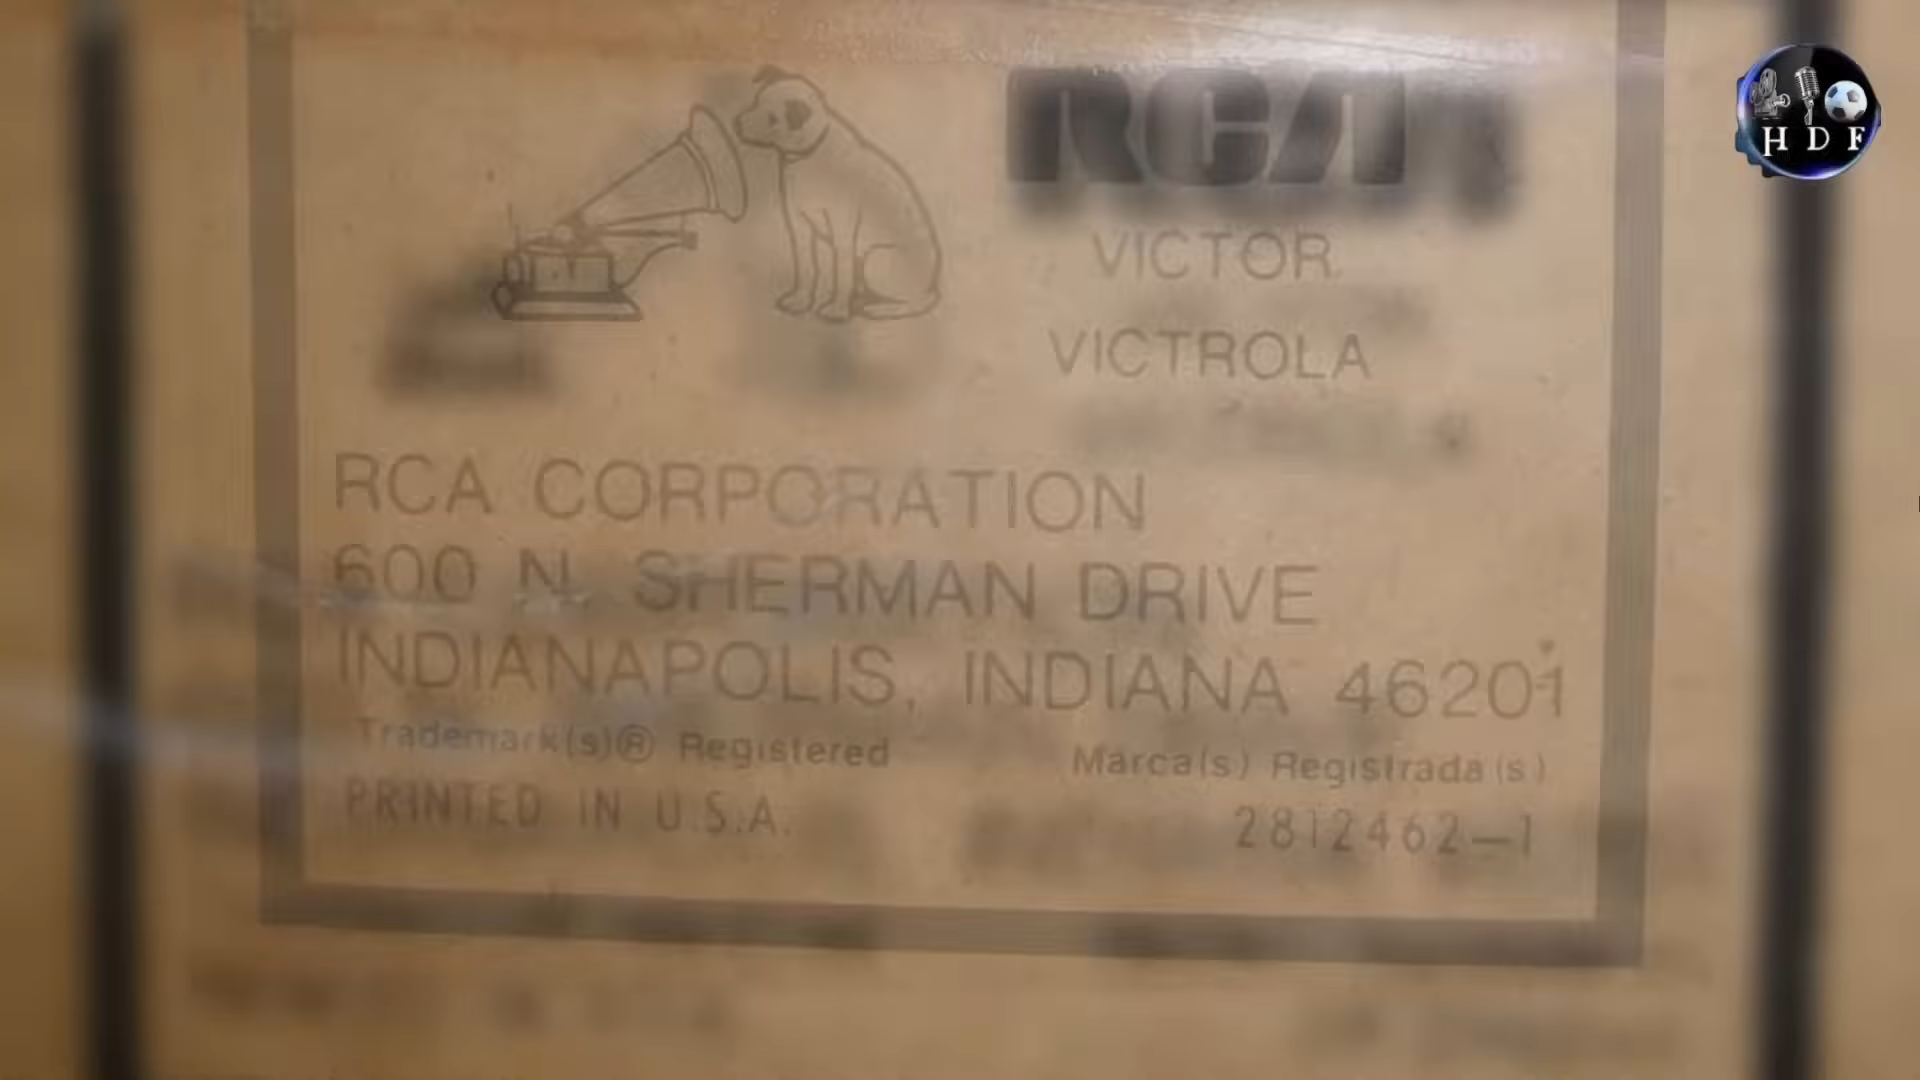 RCA
VICTOR
VICTROLA
RCA CORPORATION
600 N. SHERMAN DRIVE
INDIANAPOLIS, INDIANA 46201
Trademark(s)® Registered Marca(s) Registrada(s)
PRINTED IN U.S.A. 2812462-1
HDF